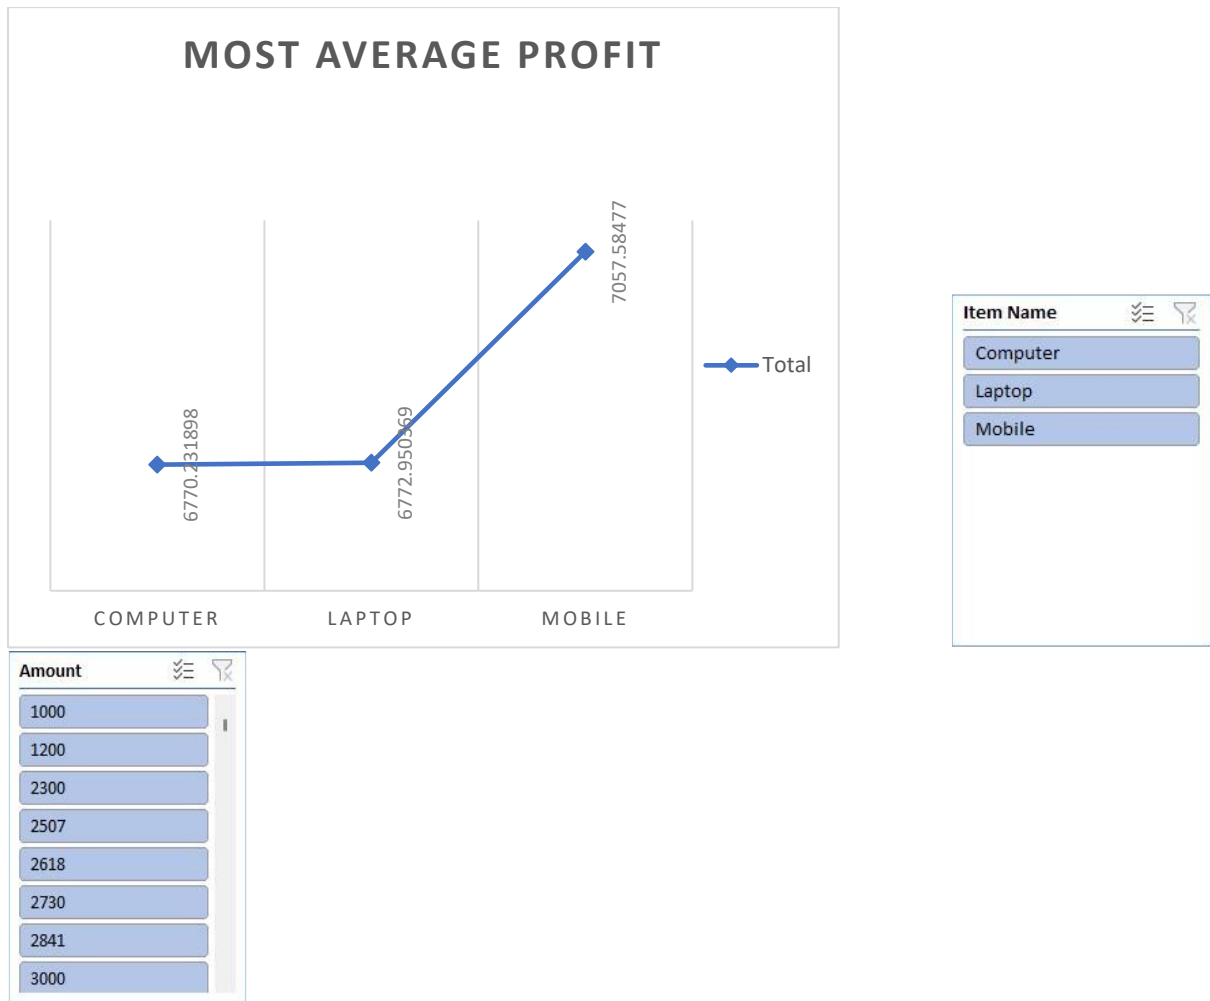 MOST AVERAGE PROFIT
7057.58477
6770.231898
6772.950369
Total
COMPUTER LAPTOP MOBILE
Item Name
Computer
Laptop
Mobile
Amount
1000
1200
2300
2507
2618
2730
2841
3000